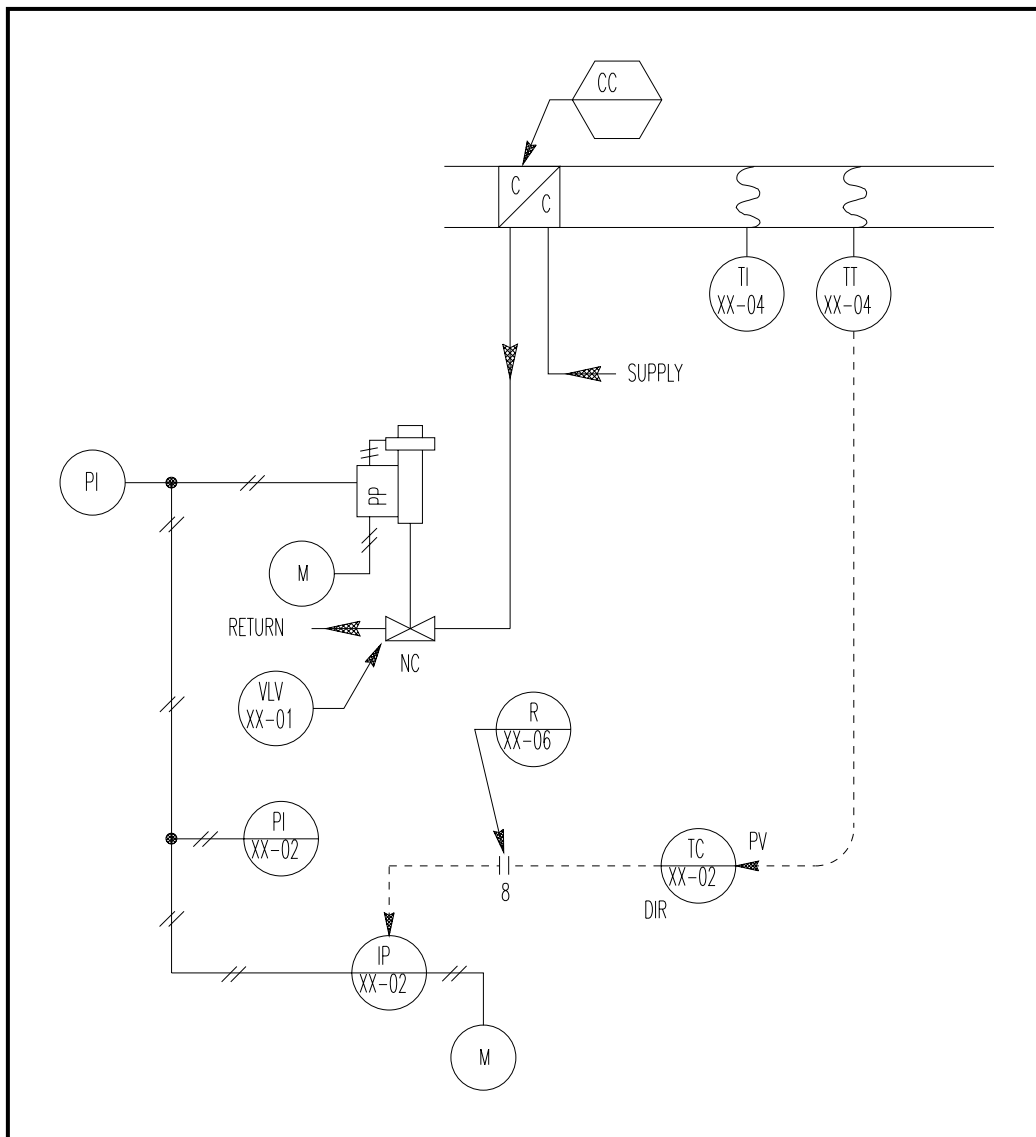 CC
C
C
TI
XX-04
TT
XX-04
SUPPLY
PI
PP
M
RETURN
NC
VLV
XX-01
R
XX-06
PI
XX-02
8
TC
XX-02
PV
DIR
IP
XX-02
M